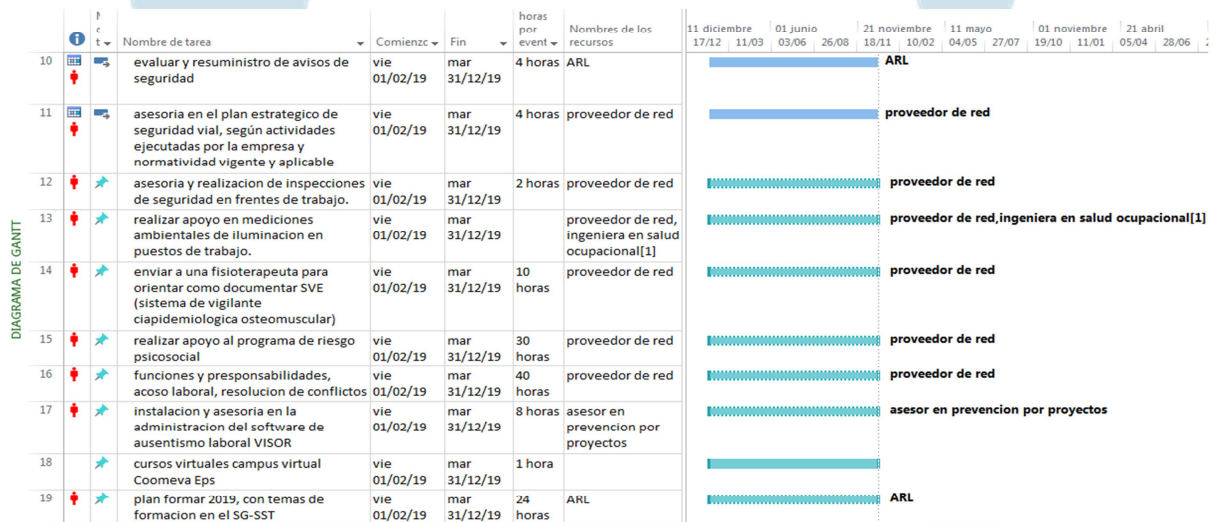 DIAGRAMA DE GANTT
Nombre de tarea
Comienzo
Fin
horas
por
event
Nombres de los
recursos
11 diciembre 01 junio 21 noviembre 11 mayo 01 noviembre 21 abril
17/12 11/03 03/06 26/08 18/11 10/02 04/05 27/07 19/10 11/01 05/04 28/06
10 evaluar y resuministro de avisos de vie mar 4 horas ARL ARL
seguridad 01/02/19 31/12/19
11 asesoria en el plan estrategico de vie mar 4 horas proveedor de red proveedor de red
seguridad vial, según actividades 01/02/19 31/12/19
ejecutadas por la empresa y
normatividad vigente y aplicable
12 asesoria y realizacion de inspecciones vie mar 2 horas proveedor de red proveedor de red
de seguridad en frentes de trabajo. 01/02/19 31/12/19
13 realizar apoyo en mediciones vie mar proveedor de red, proveedor de red,ingeniera en salud ocupacional[1]
ambientales de iluminacion en 01/02/19 31/12/19 ingeniera en salud
puestos de trabajo. ocupacional[1]
14 enviar a una fisioterapeuta para vie mar 10 proveedor de red proveedor de red
orientar como documentar SVE 01/02/19 31/12/19 horas
(sistema de vigilante
ciapidemiologica osteomuscular)
15 realizar apoyo al programa de riesgo vie mar 30 proveedor de red proveedor de red
psicosocial 01/02/19 31/12/19 horas
16 funciones y presponsabilidades, vie mar 40 proveedor de red proveedor de red
acoso laboral, resolucion de conflictos 01/02/19 31/12/19 horas
17 instalacion y asesoria en la vie mar 8 horas asesor en asesor en prevencion por proyectos
administracion del software de 01/02/19 31/12/19 prevencion por
ausentismo laboral VISOR proyectos
18 cursos virtuales campus virtual vie mar 1 hora
Coomeva Eps 01/02/19 31/12/19
19 plan formar 2019, con temas de vie mar 24 ARL ARL
formacion en el SG-SST 01/02/19 31/12/19 horas